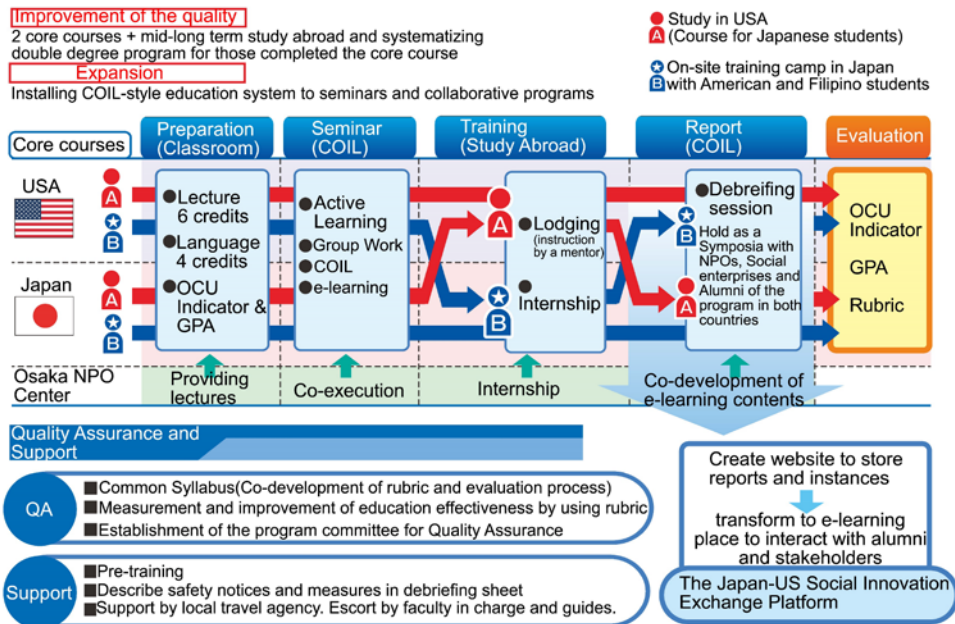 Improvement of the quality
2 core courses + mid-long term study abroad and systematizing
double degree program for those completed the core course
Expansion
Installing COIL-style education system to seminars and collaborative programs
A
Study in USA
(Course for Japanese students)
B
On-site training camp in Japan
with American and Filipino students
Core courses
Preparation
(Classroom)
Seminar
(COIL)
Training
(Study Abroad)
Report
(COIL)
Evaluation
USA
A
B
Japan
A
B
●Lecture
6 credits
●Language
4 credits
●OCU
Indicator &
GPA
●Active
Learning
●Group Work
●COIL
●e-learning
A
B
●Lodging
(instruction
by a mentor)
●Internship
B
A
●Debreifing
session
Hold as a
Symposia with
NPOs, Social
enterprises and
Alumni of the
program in both
countries
OCU
Indicator
GPA
Rubric
Osaka NPO
Center
Providing
lectures
Co-execution
Internship
Co-development of
e-learning contents
Quality Assurance and
Support
QA
■Common Syllabus(Co-development of rubric and evaluation process)
■Measurement and improvement of education effectiveness by using rubric
■Establishment of the program committee for Quality Assurance
Support
■Pre-training
■Describe safety notices and measures in debriefing sheet
■Support by local travel agency. Escort by faculty in charge and guides.
Create website to store
reports and instances
transform to e-learning
place to interact with alumni
and stakeholders
The Japan-US Social Innovation
Exchange Platform